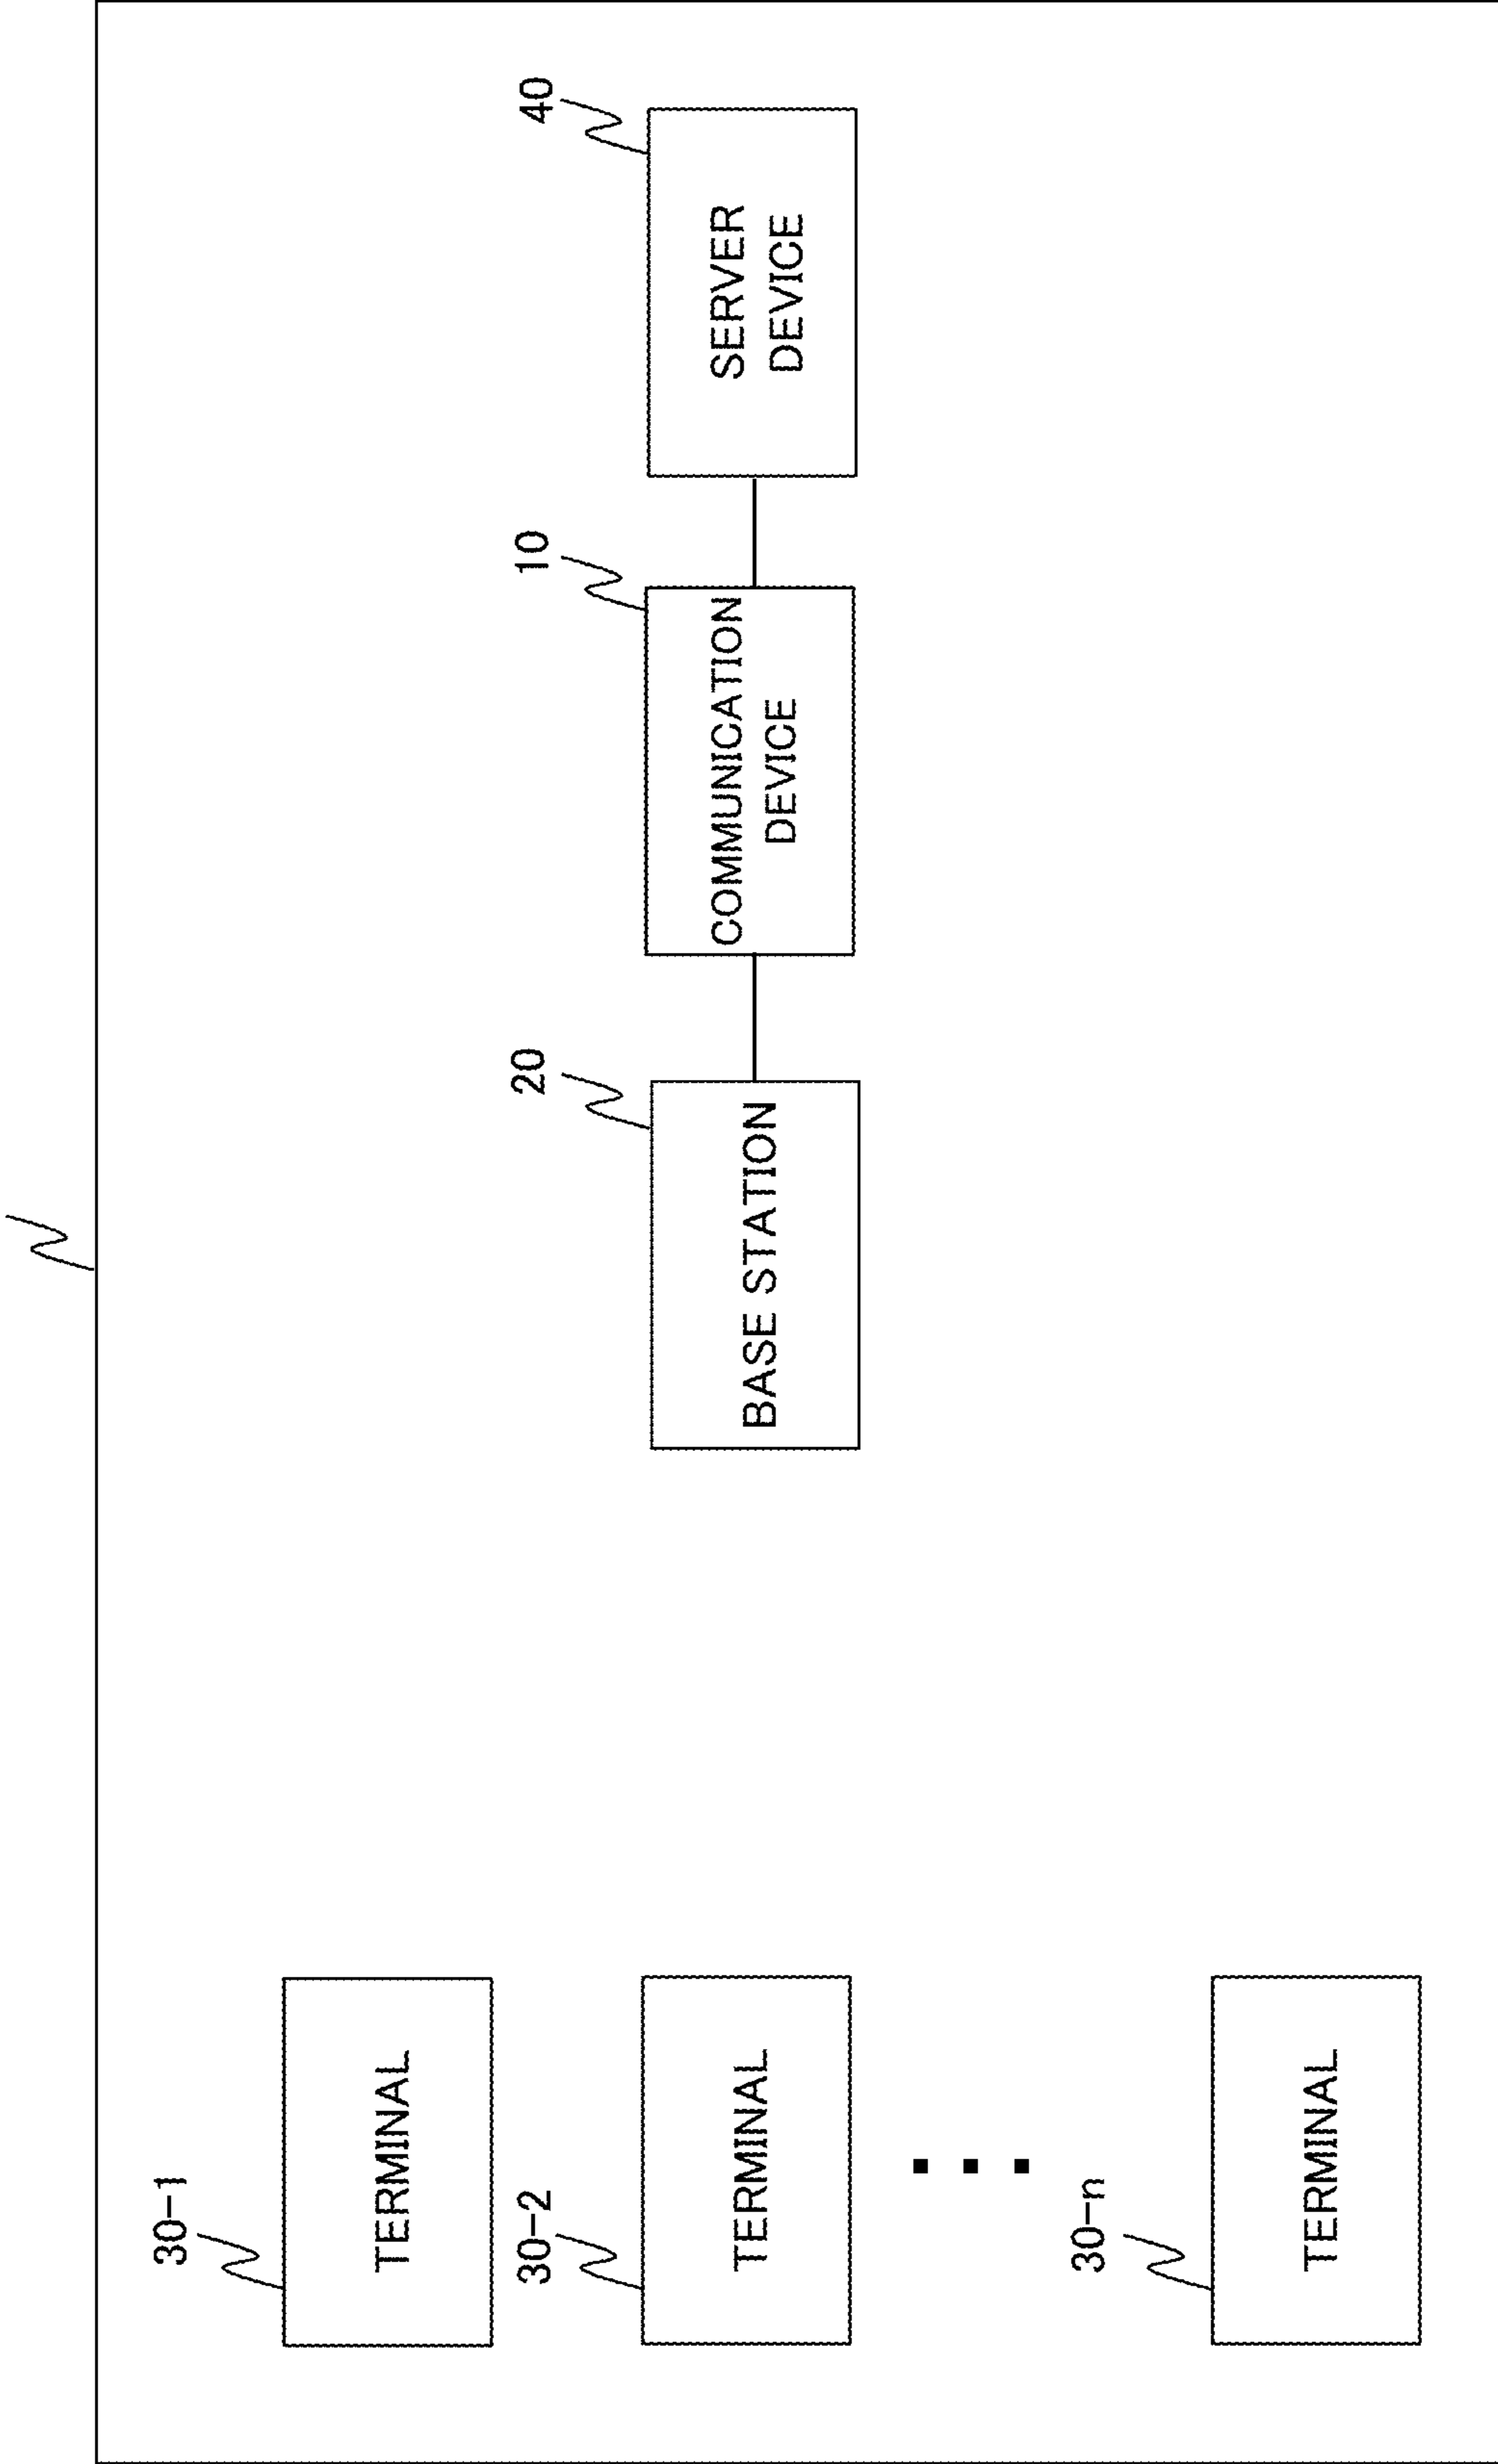 30-1
TERMINAL
30-2
TERMINAL
30-n
TERMINAL
20
BASE STATION
10
COMMUNICATION
DEVICE
40
SERVER
DEVICE